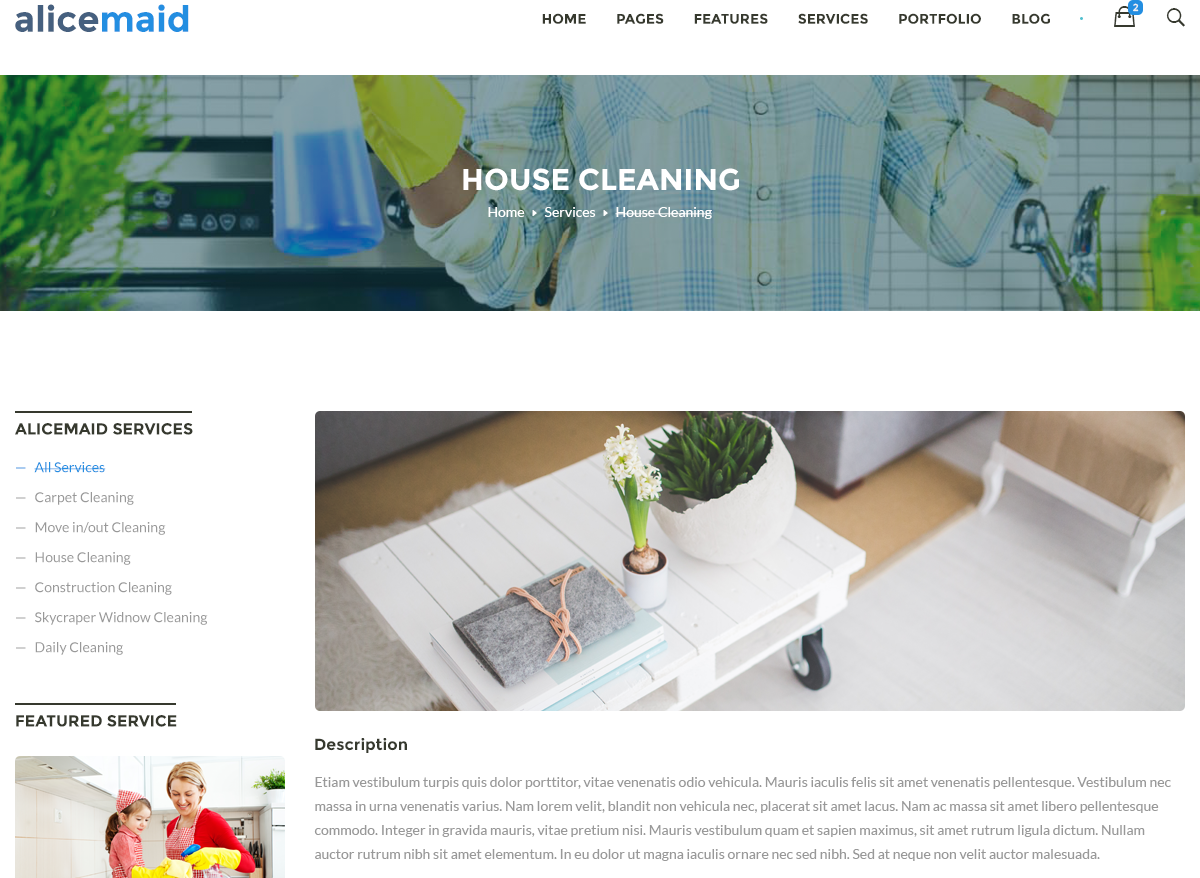 alicemaid
HOME PAGES FEATURES SERVICES PORTFOLIO BLOG 2
HOUSE CLEANING
Home Services House Cleaning
ALICEMAID SERVICES
All Services
Carpet Cleaning
Move in/out Cleaning
House Cleaning
Construction Cleaning
Skycraper Widnow Cleaning
Daily Cleaning
FEATURED SERVICE
Description
Etiam vestibulum turpis quis dolor porttitor, vitae venenatis odio vehicula. Mauris iaculis felis sit amet venenatis pellentesque. Vestibulum nec
massa in urna venenatis varius. Nam lorem velit, blandit non vehicula nec, placerat sit amet lacus. Nam ac massa sit amet libero pellentesque
commodo. Integer in gravida mauris, vitae pretium nisi. Mauris vestibulum quam et sapien maximus, sit amet rutrum ligula dictum. Nullam
auctor rutrum nibh sit amet elementum. In eu dolor ut magna iaculis ornare nec sed nibh. Sed at neque non velit auctor malesuada.